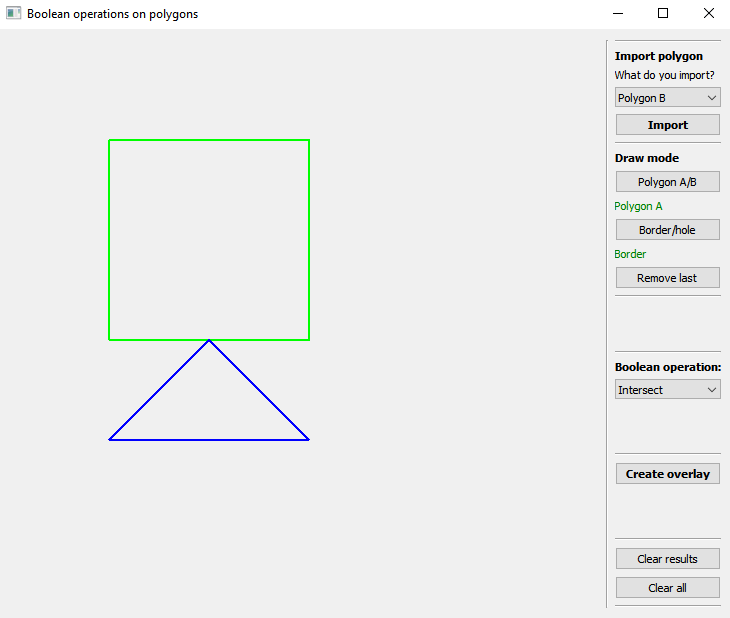 Boolean operations on polygons
Import polygon
What do you import?
Polygon B
Import
Draw mode
Polygon A/B
Polygon A
Border/hole
Border
Remove last
Boolean operation:
Intersect
Create overlay
Clear results
Clear all